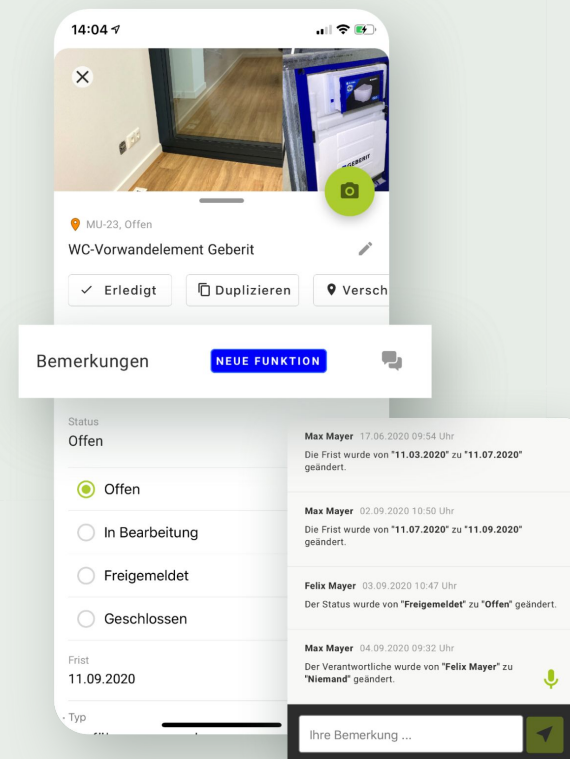 14:04
GEBERIT
MU-23, Offen
WC-Vorwandelement Geberit
Erledigt
Duplizieren
Versch
Bemerkungen
NEUE FUNKTION
Status
Offen
Offen
In Bearbeitung
Freigemeldet
Geschlossen
Frist
11.09.2020
Typ
Max Mayer 17.06.2020 09:54 Uhr
Die Frist wurde von "11.03.2020" zu "11.07.2020"
geändert.
Max Mayer 02.09.2020 10:50 Uhr
Die Frist wurde von "11.07.2020" zu "11.09.2020"
geändert.
Felix Mayer 03.09.2020 10:47 Uhr
Der Status wurde von "Freigemeldet" zu "Offen" geändert.
Max Mayer 04.09.2020 09:32 Uhr
Der Verantwortliche wurde von "Felix Mayer" zu
"Niemand" geändert.
Ihre Bemerkung ...